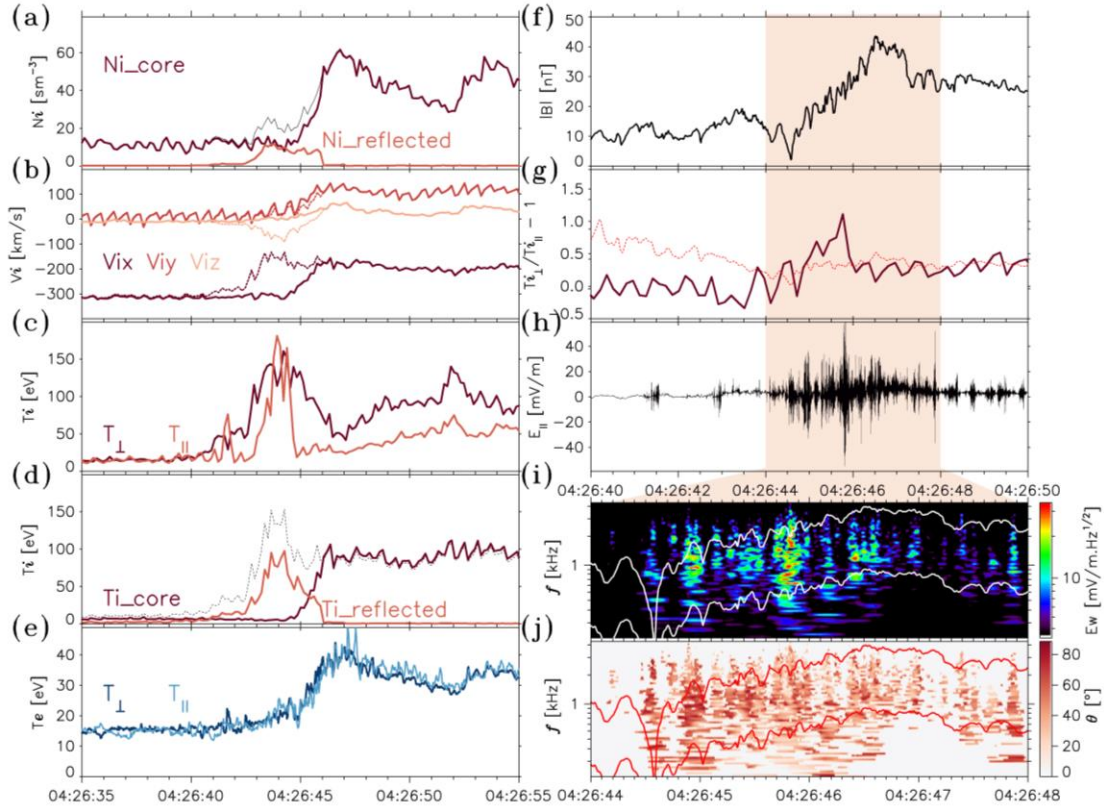 (a)
60
40
20
0
Ni [sm⁻³]
Ni_core
Ni_reflected
(b)
100
0
−100
−200
−300
Vi [km/s]
Vix Viy Viz
(c)
150
100
50
0
Ti [eV]
T⊥ T||
(d)
150
100
50
0
Ti [eV]
Ti_core
Ti_reflected
(e)
40
30
20
10
0
Te [eV]
T⊥ T||
04:26:35 04:26:40 04:26:45 04:26:50 04:26:55
(f)
50
40
30
20
10
0
|B| [nT]
(g)
1.5
1.0
0.5
0.0
0.5
Ti⊥/Ti|| − 1
(h)
40
20
0
−20
−40
E|| [mV/m]
04:26:40 04:26:42 04:26:44 04:26:46 04:26:48 04:26:50
(i)
1
f [kHz]
10
Ew [mV/m.Hz^1/2]
(j)
1
f [kHz]
80
60
40
20
0
θ [°]
04:26:44 04:26:45 04:26:46 04:26:47 04:26:48